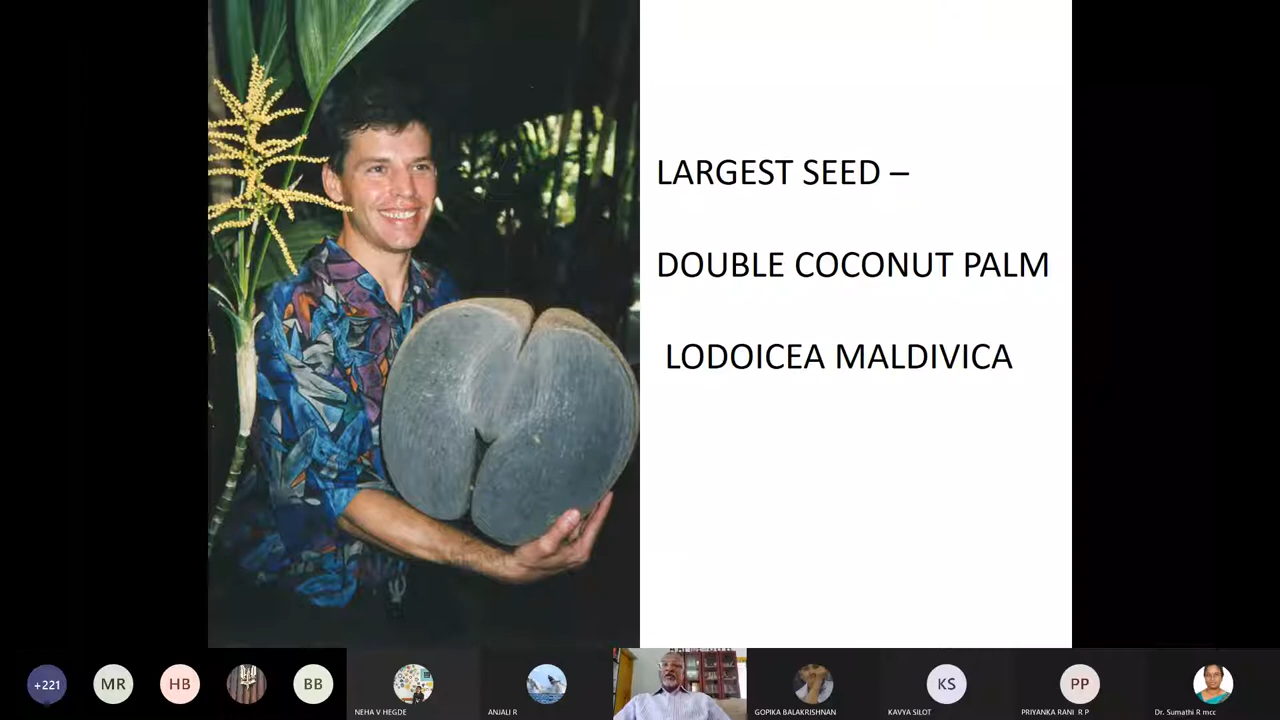 LARGEST SEED –
DOUBLE COCONUT PALM
LODOICEA MALDIVICA
+221
MR
HB
BB
NEHA V HEGDE
ANJALI R
GOPIKA BALAKRISHNAN
KS
KAVYA SILOT
PP
PRIYANKA RANI R P
Dr. Sumathi R mcc